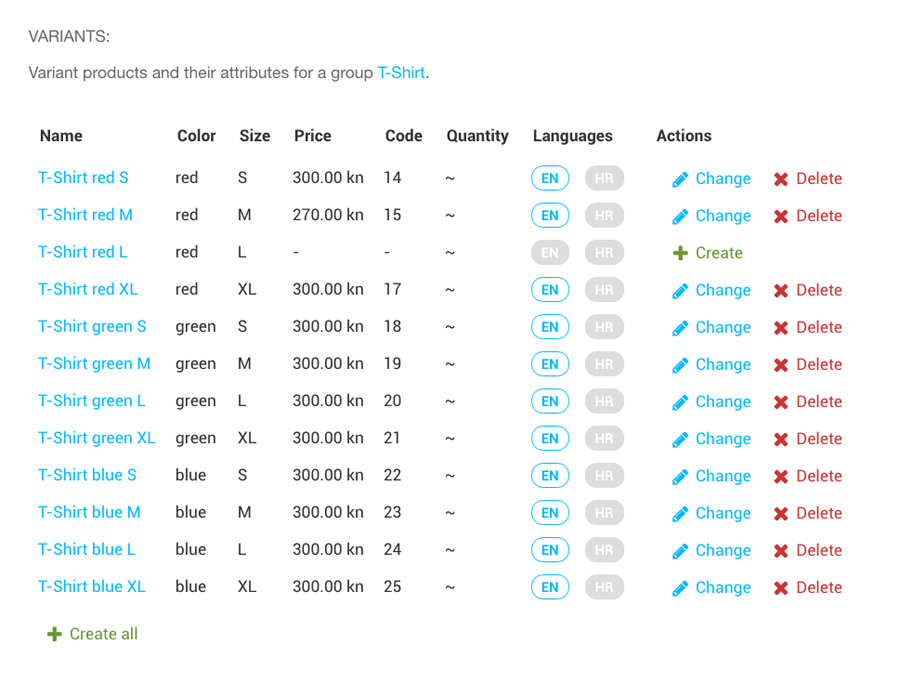 VARIANTS:
Variant products and their attributes for a group T-Shirt.
Name Color Size Price Code Quantity Languages Actions
T-Shirt red S red S 300.00 kn 14 ~ EN HR Change Delete
T-Shirt red M red M 270.00 kn 15 ~ EN HR Change Delete
T-Shirt red L red L - - ~ EN HR Create
T-Shirt red XL red XL 300.00 kn 17 ~ EN HR Change Delete
T-Shirt green S green S 300.00 kn 18 ~ EN HR Change Delete
T-Shirt green M green M 300.00 kn 19 ~ EN HR Change Delete
T-Shirt green L green L 300.00 kn 20 ~ EN HR Change Delete
T-Shirt green XL green XL 300.00 kn 21 ~ EN HR Change Delete
T-Shirt blue S blue S 300.00 kn 22 ~ EN HR Change Delete
T-Shirt blue M blue M 300.00 kn 23 ~ EN HR Change Delete
T-Shirt blue L blue L 300.00 kn 24 ~ EN HR Change Delete
T-Shirt blue XL blue XL 300.00 kn 25 ~ EN HR Change Delete
Create all